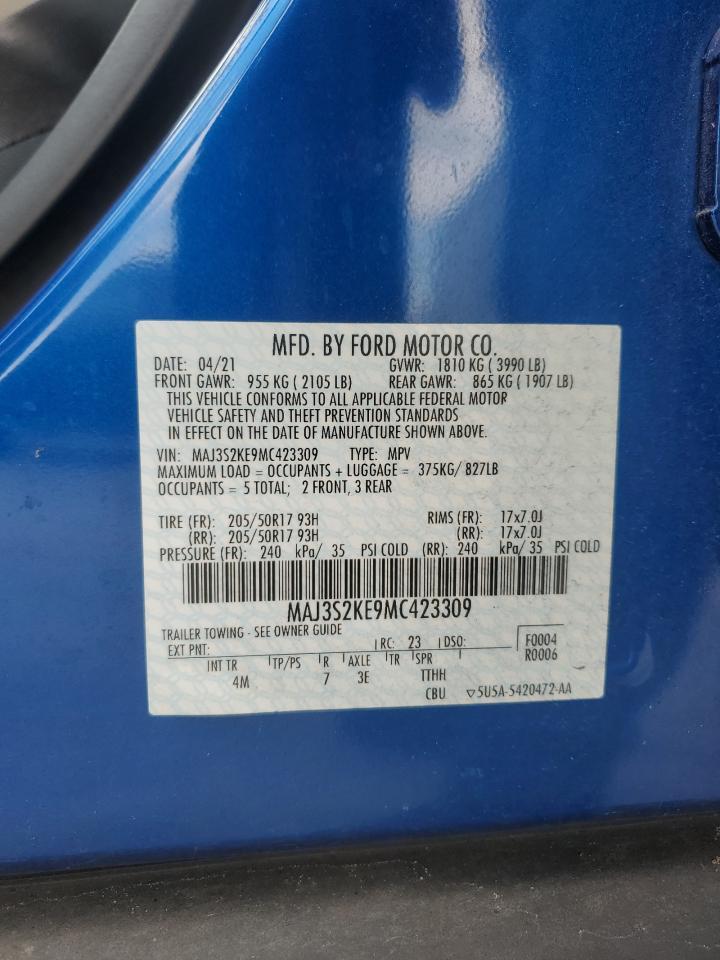 MFD. BY FORD MOTOR CO.
DATE: 04/21 GVWR: 1810 KG ( 3990 LB)
FRONT GAWR: 955 KG ( 2105 LB) REAR GAWR: 865 KG ( 1907 LB)
THIS VEHICLE CONFORMS TO ALL APPLICABLE FEDERAL MOTOR
VEHICLE SAFETY AND THEFT PREVENTION STANDARDS
IN EFFECT ON THE DATE OF MANUFACTURE SHOWN ABOVE.
VIN: MAJ3S2KE9MC423309 TYPE: MPV
MAXIMUM LOAD = OCCUPANTS + LUGGAGE = 375KG/ 827LB
OCCUPANTS = 5 TOTAL; 2 FRONT, 3 REAR
TIRE (FR): 205/50R17 93H RIMS (FR): 17x7.0J
(RR): 205/50R17 93H (RR): 17x7.0J
PRESSURE (FR): 240 kPa/ 35 PSI COLD (RR): 240 kPa/ 35 PSI COLD
MAJ3S2KE9MC423309
TRAILER TOWING - SEE OWNER GUIDE
EXT PNT: RC: 23 DSO: F0004
R0006
INT TR TP/PS R AXLE TR SPR
4M 7 3E TTHH
CBU ▽5U5A-5420472-AA